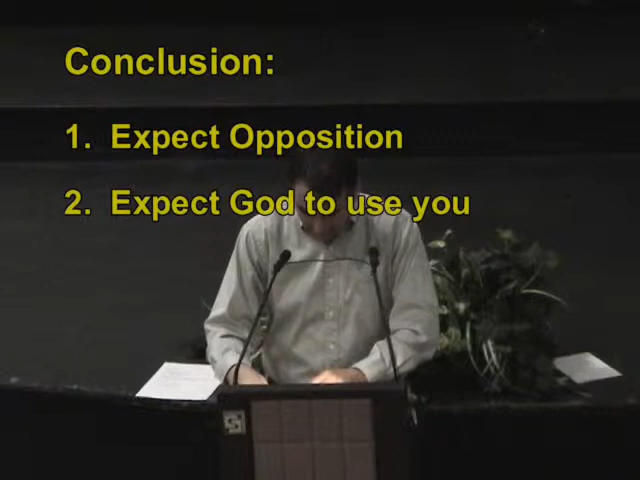 Conclusion:
1. Expect Opposition
2. Expect God to use you